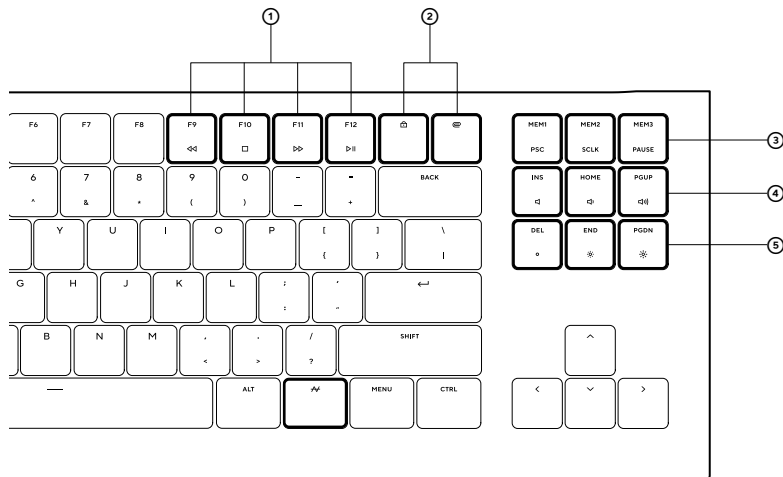 1 2
F6 F7 F8 F9 F10 F11 F12 @ MEM1 MEM2 MEM3
PSC SCLK PAUSE 3
6 7 8 9 0 - = BACK INS HOME PGUP
^ & * ( ) _ + 4
Y U I O P [ ] \ DEL END PGDN
{ } | 5
G H J K L ; '
: "
B N M , . / SHIFT
< > ?
ALT MENU CTRL